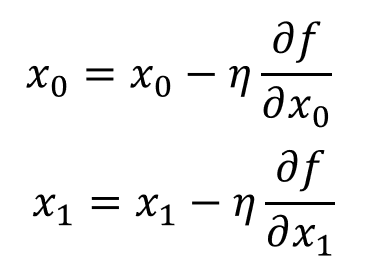 x₀ = x₀ − η ∂f/∂x₀
x₁ = x₁ − η ∂f/∂x₁